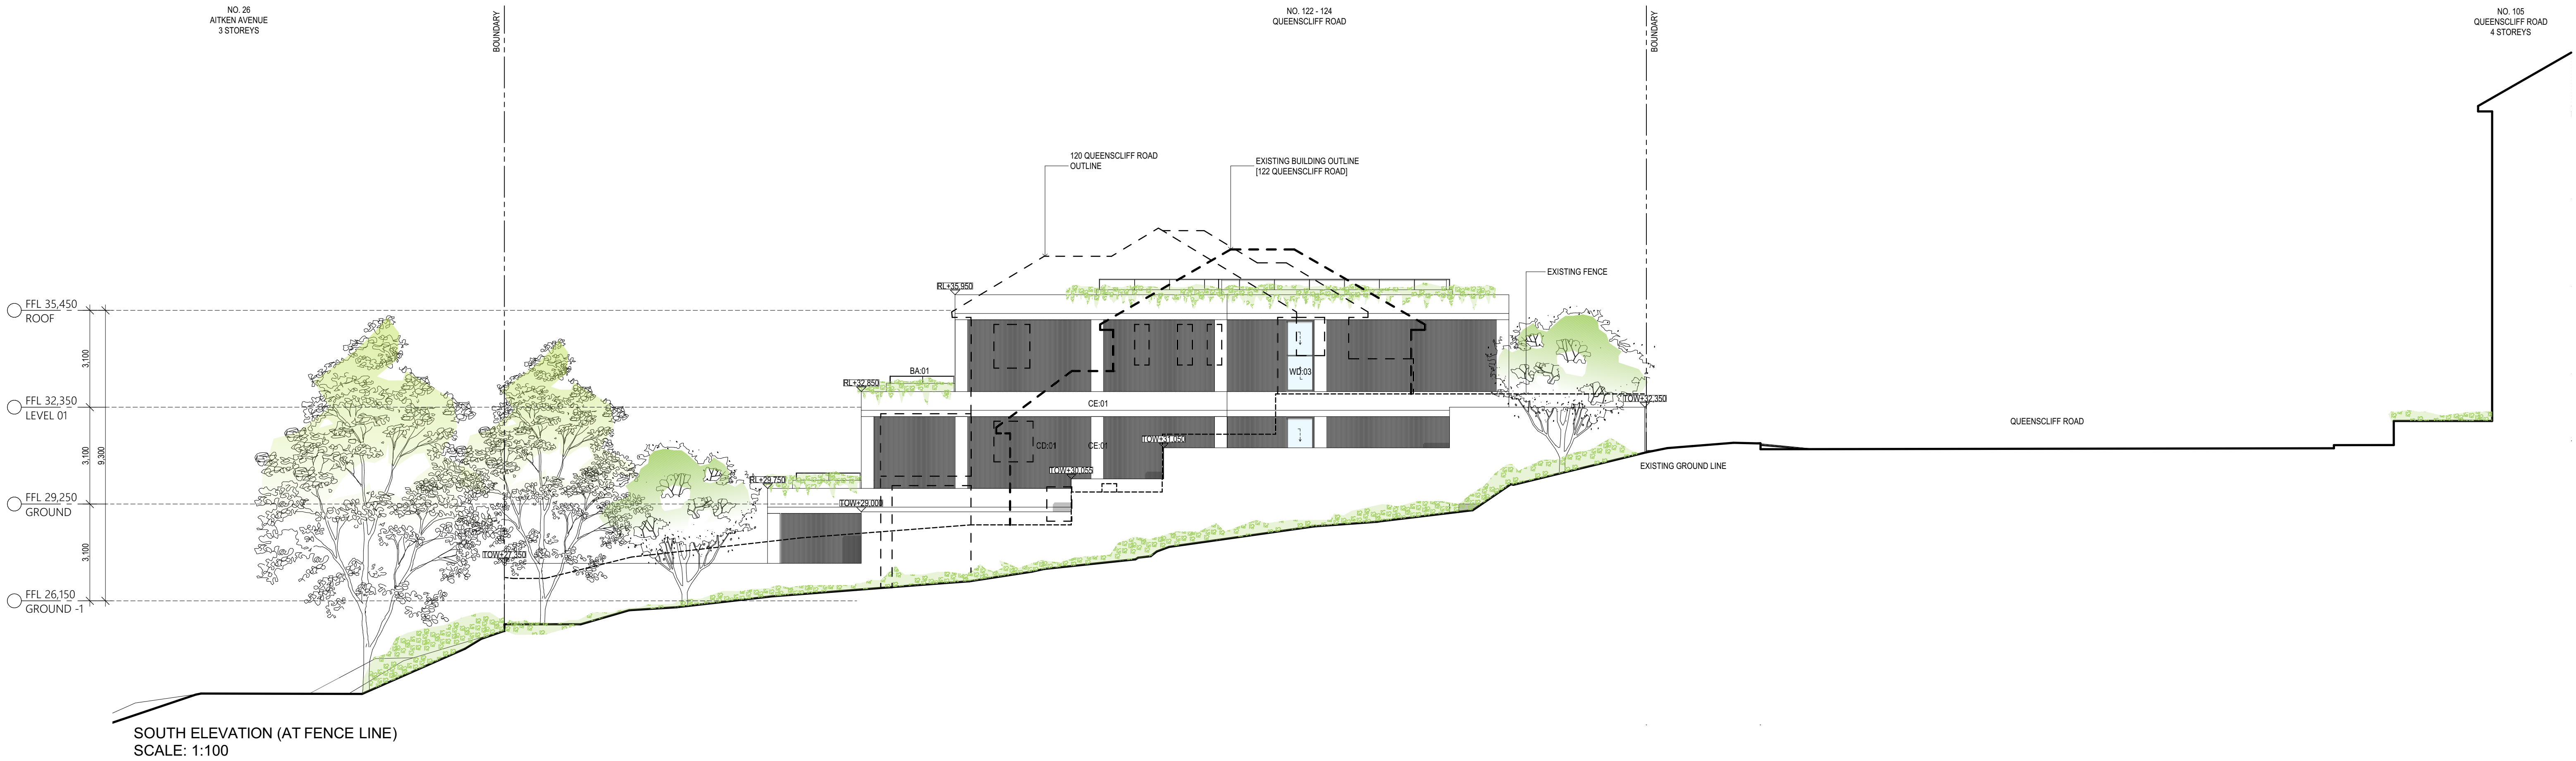 NO. 26
AITKEN AVENUE
3 STOREYS
BOUNDARY
NO. 122 - 124
QUEENSCLIFF ROAD
BOUNDARY
NO. 105
QUEENSCLIFF ROAD
4 STOREYS
120 QUEENSCLIFF ROAD
OUTLINE
EXISTING BUILDING OUTLINE
[122 QUEENSCLIFF ROAD]
EXISTING FENCE
RL+35,950
FFL 35,450
ROOF
3,100
BA:01
WD:03
RL+32,850
FFL 32,350
LEVEL 01
CE:01
TOW+32,350
QUEENSCLIFF ROAD
3,100
9,300
CD:01
CE:01
TOW+31,050
TOW+30,055
EXISTING GROUND LINE
RL+29,750
FFL 29,250
GROUND
TOW+29,000
3,100
TOW+27,350
FFL 26,150
GROUND -1
SOUTH ELEVATION (AT FENCE LINE)
SCALE: 1:100